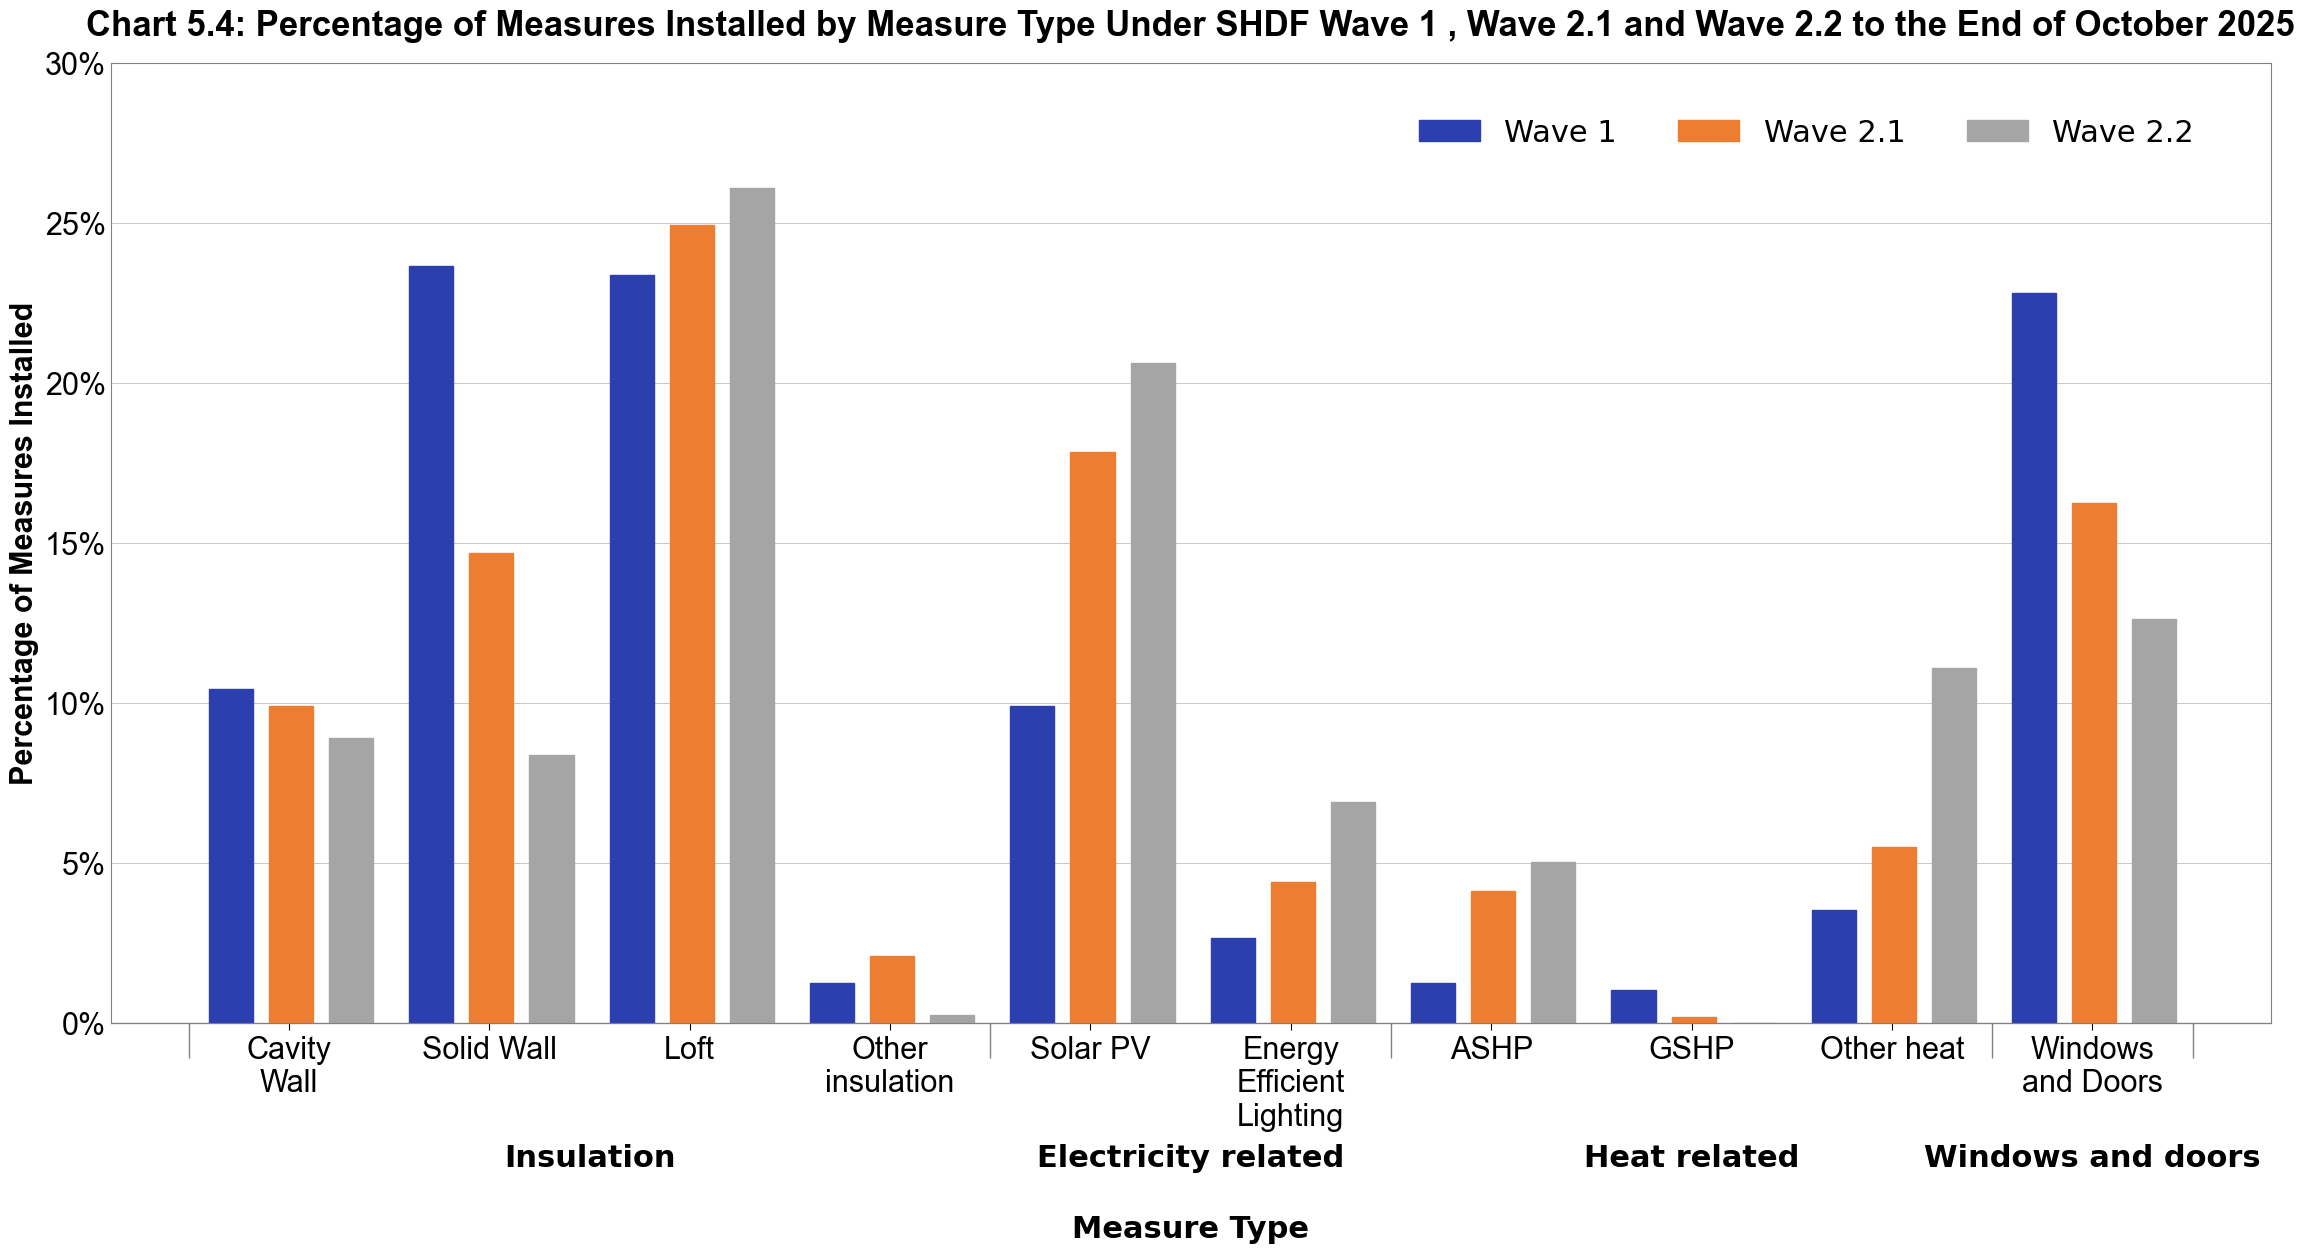 Chart 5.4: Percentage of Measures Installed by Measure Type Under SHDF Wave 1 , Wave 2.1 and Wave 2.2 to the End of October 2025
Wave 1 Wave 2.1 Wave 2.2
Percentage of Measures Installed
30%
25%
20%
15%
10%
5%
0%
Cavity
Wall
Solid Wall
Loft
Other
insulation
Solar PV
Energy
Efficient
Lighting
ASHP
GSHP
Other heat
Windows
and Doors
Insulation
Electricity related
Heat related
Windows and doors
Measure Type